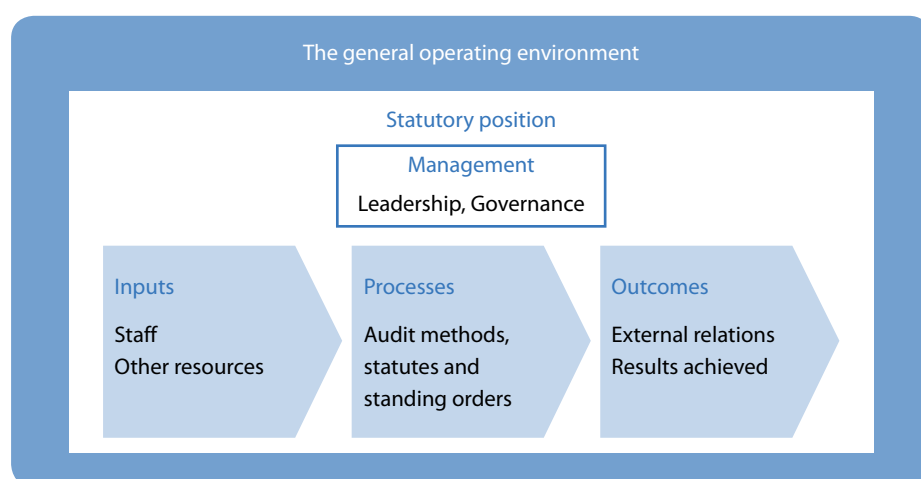 The general operating environment
Statutory position
Management
Leadership, Governance
Inputs
Staff
Other resources
Processes
Audit methods,
statutes and
standing orders
Outcomes
External relations
Results achieved